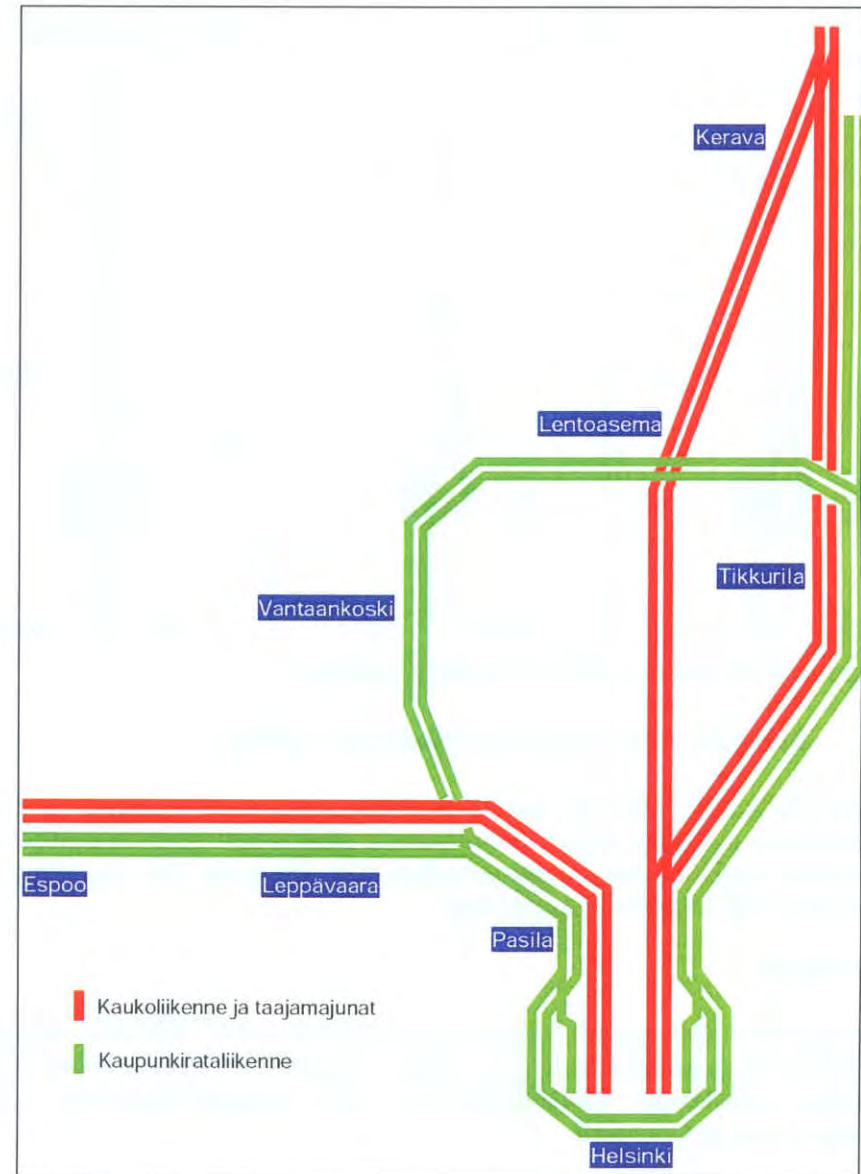 Kerava
Lentoasema
Tikkurila
Vantaankoski
Espoo
Leppävaara
Pasila
Kaukoliikenne ja taajamajunat
Kaupunkirataliikenne
Helsinki